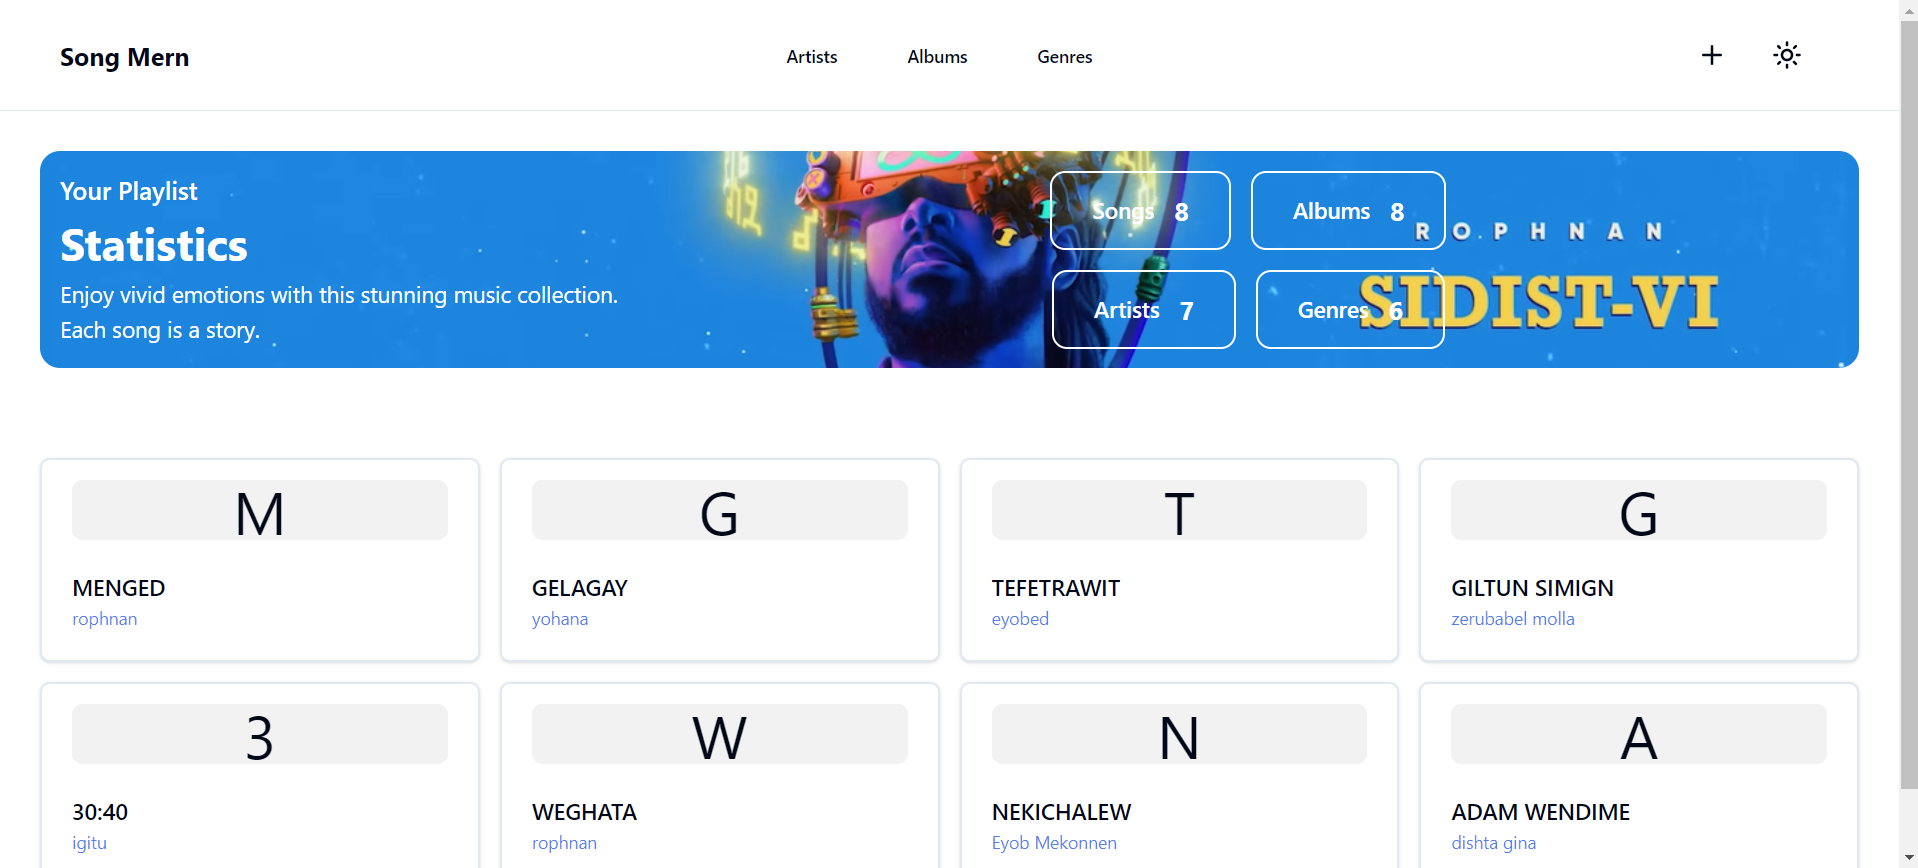 Song Mern
Artists
Albums
Genres
Your Playlist
Statistics
Enjoy vivid emotions with this stunning music collection.
Each song is a story.
Songs 8
Albums 8
Artists 7
Genres 6
ROPHNAN
SIDIST-VI
M
MENGED
rophnan
G
GELAGAY
yohana
T
TEFETRAWIT
eyobed
G
GILTUN SIMIGN
zerubabel molla
3
30:40
igitu
W
WEGHATA
rophnan
N
NEKICHALEW
Eyob Mekonnen
A
ADAM WENDIME
dishta gina